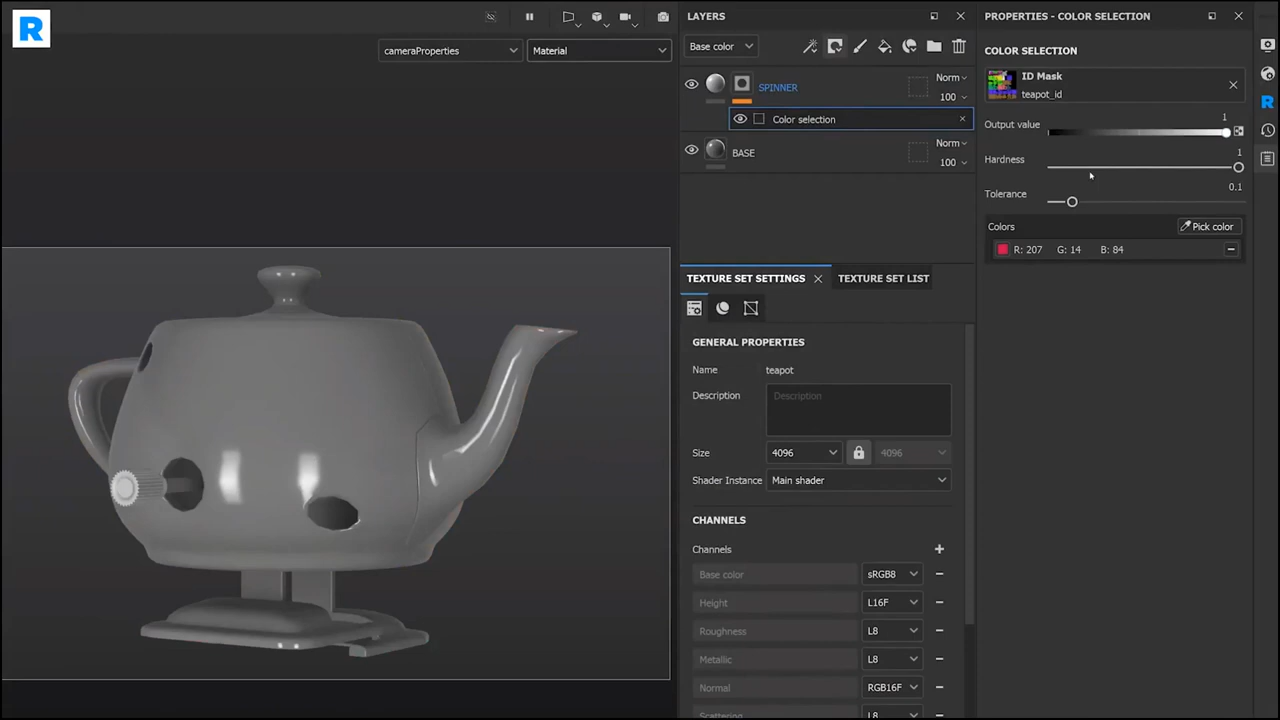 R
cameraProperties
Material
LAYERS
Base color
Norm
100
SPINNER
Color selection
BASE
Norm
100
TEXTURE SET SETTINGS
TEXTURE SET LIST
GENERAL PROPERTIES
Name
teapot
Description
Description
Size
4096
4096
Shader Instance
Main shader
CHANNELS
Channels
Base color
sRGB8
Height
L16F
Roughness
L8
Metallic
L8
Normal
RGB16F
Scattering
L8
PROPERTIES - COLOR SELECTION
COLOR SELECTION
ID Mask
teapot_id
Output value
1
Hardness
1
Tolerance
0.1
Colors
Pick color
R: 207 G: 14 B: 84
R